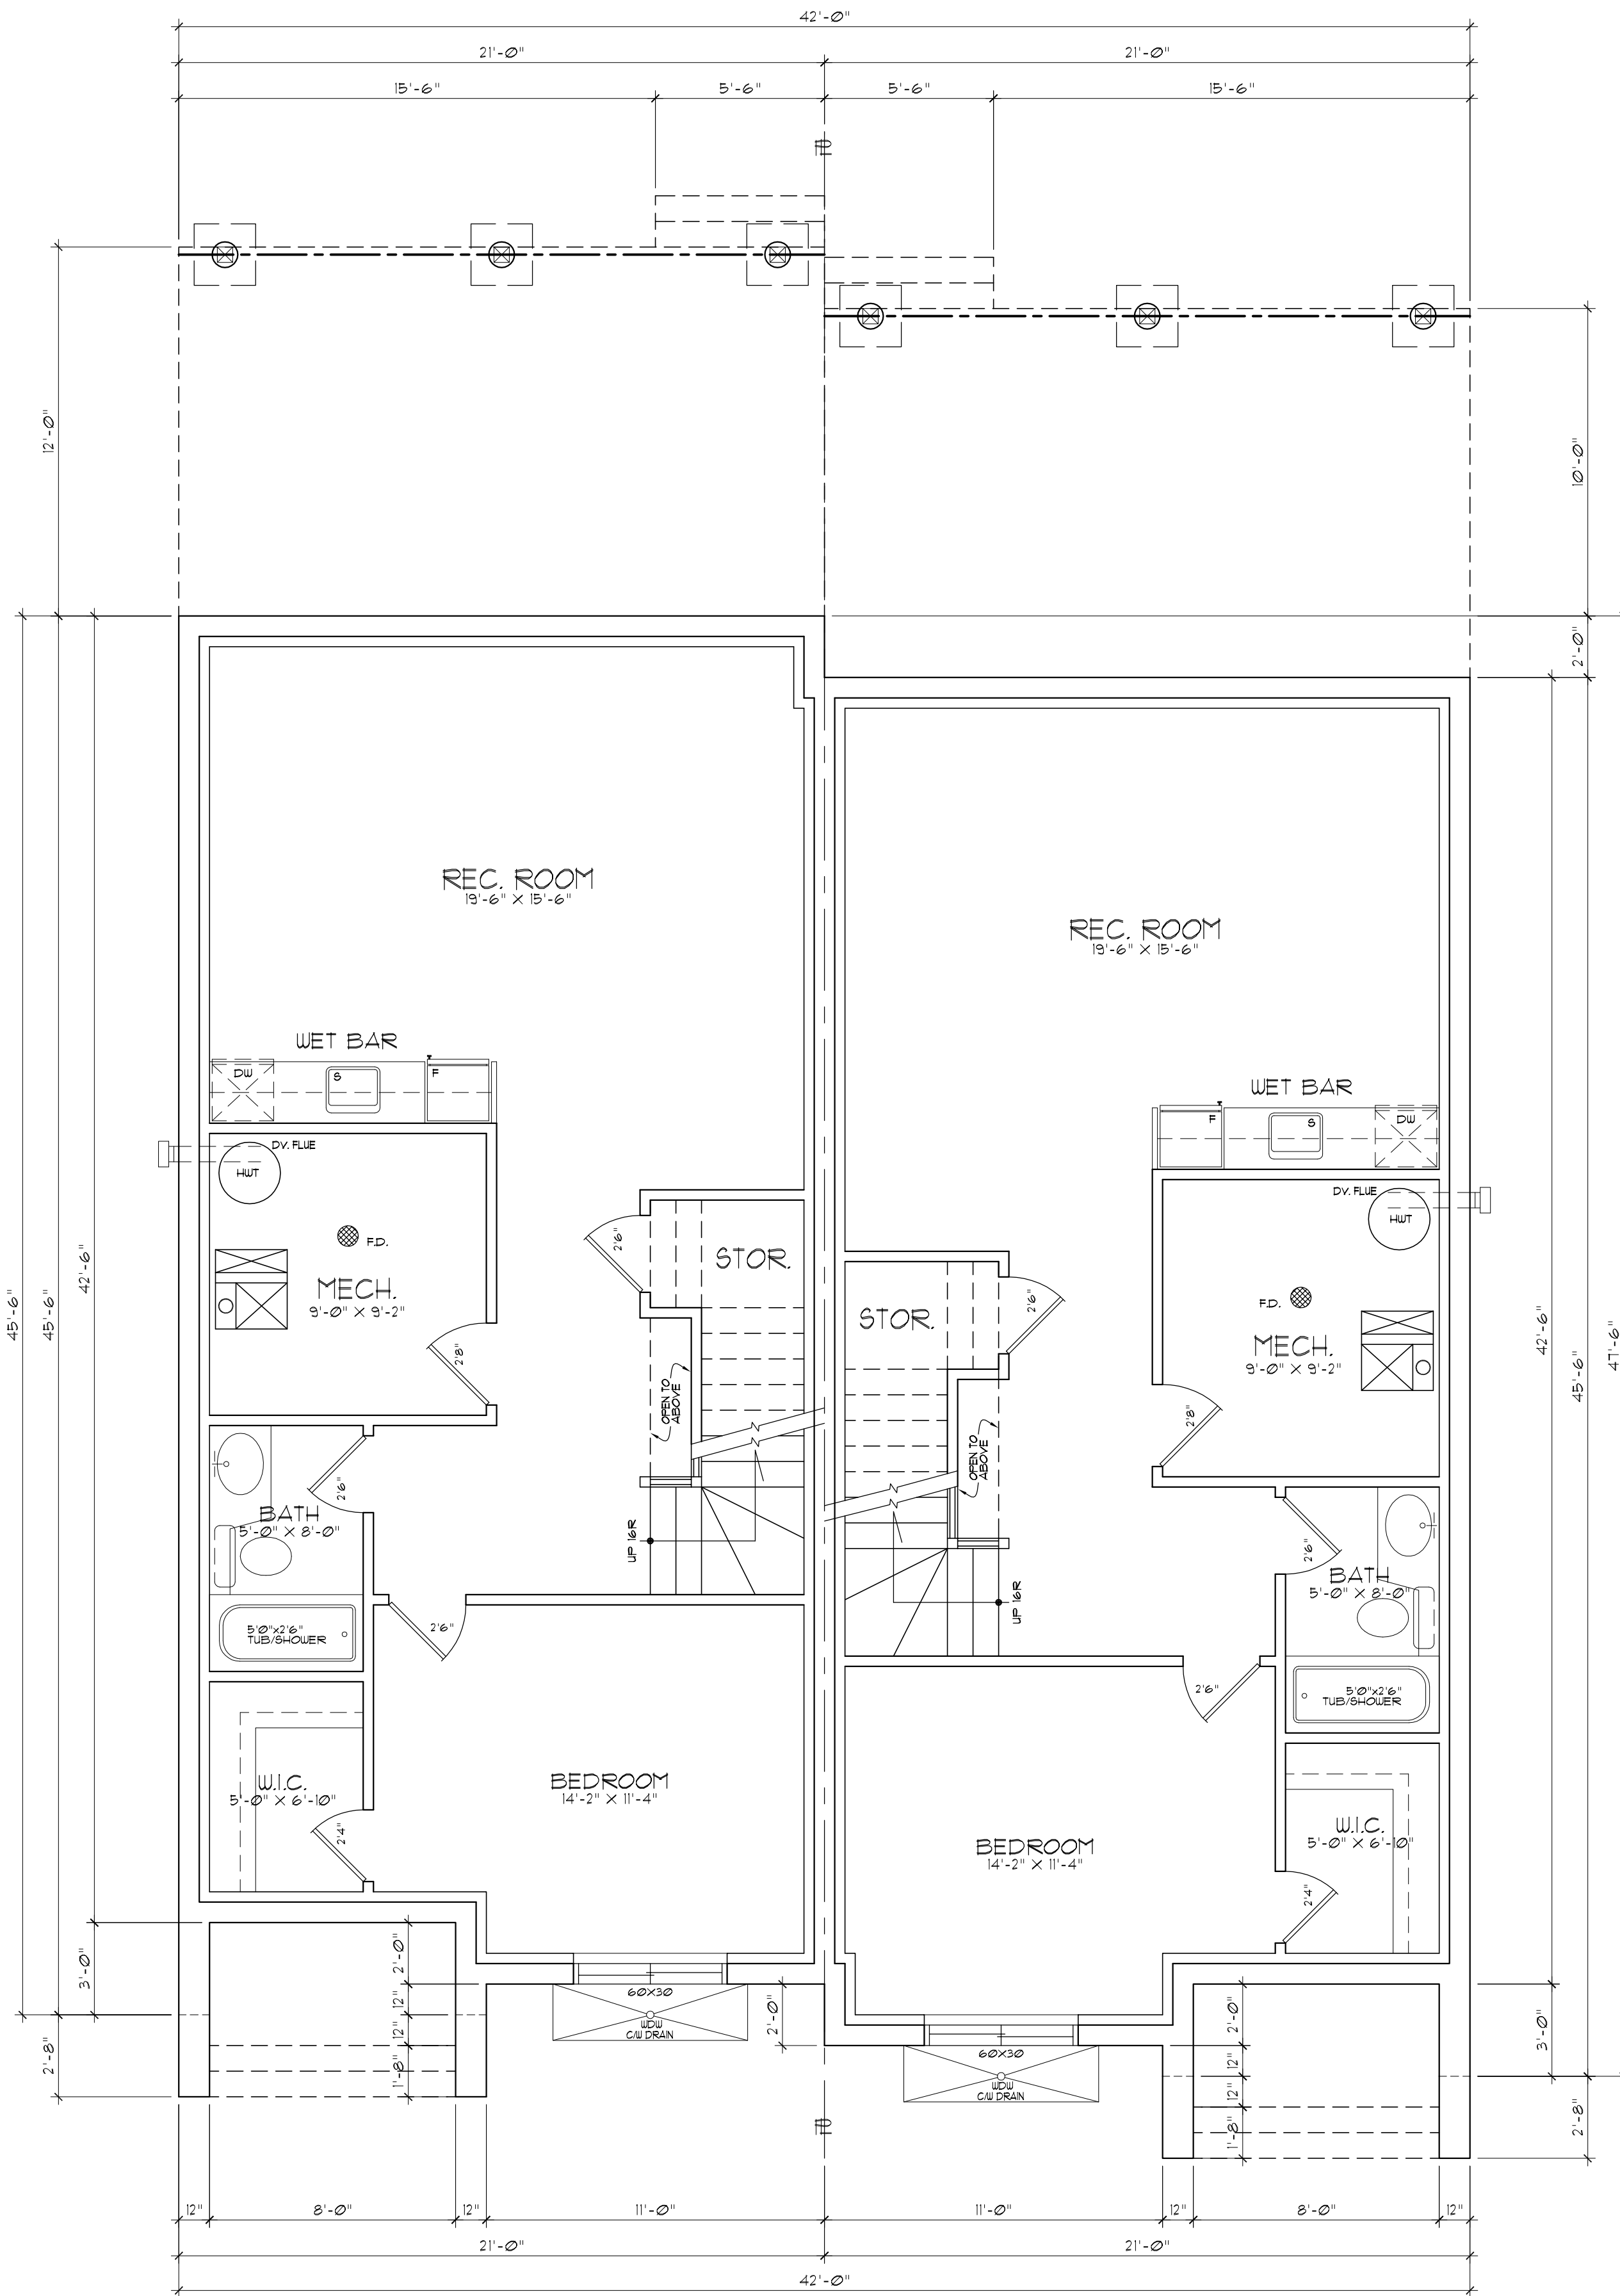 42'-0"
21'-0" 21'-0"
15'-6" 5'-6" 5'-6" 15'-6"
12'-0"
10'-0"
2'-0"
REC. ROOM
19'-6" X 15'-6"
REC. ROOM
19'-6" X 15'-6"
WET BAR
DW S F
WET BAR
F S DW
DV. FLUE
HWT
F.D.
MECH.
9'-0" X 9'-2"
2'8"
DV. FLUE
HWT
F.D.
MECH.
9'-0" X 9'-2"
2'8"
2'6"
STOR.
STOR.
2'6"
45'-6"
45'-6"
42'-6"
42'-6"
45'-6"
47'-6"
OPEN TO
ABOVE
OPEN TO
ABOVE
2'6"
BATH
5'-0" X 8'-0"
UP 16R
2'6"
BATH
5'-0" X 8'-0"
UP 16R
5'0"x2'6"
TUB/SHOWER
2'6"
2'6"
5'0"x2'6"
TUB/SHOWER
W.I.C.
5'-0" X 6'-10"
2'4"
BEDROOM
14'-2" X 11'-4"
BEDROOM
14'-2" X 11'-4"
W.I.C.
5'-0" X 6'-10"
2'4"
3'-0"
2'-8"
2'-0"
12"
12"
1'-8"
60X30
WDW
C/W DRAIN
2'-0"
60X30
WDW
C/W DRAIN
2'-0"
12"
12"
1'-8"
3'-0"
2'-8"
12" 8'-0" 12" 11'-0" 11'-0" 12" 8'-0" 12"
21'-0" 21'-0"
42'-0"